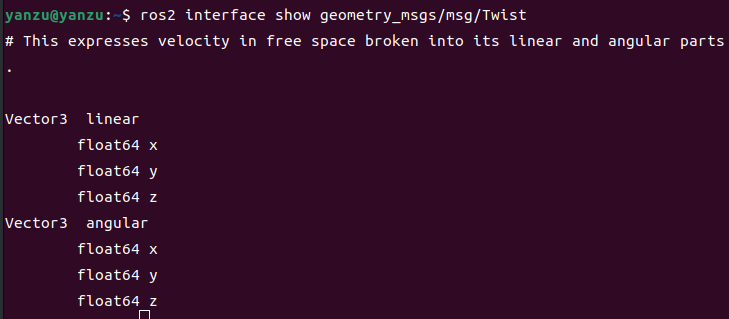 yanzu@yanzu:~$ ros2 interface show geometry_msgs/msg/Twist
# This expresses velocity in free space broken into its linear and angular parts
.
Vector3  linear
        float64 x
        float64 y
        float64 z
Vector3  angular
        float64 x
        float64 y
        float64 z